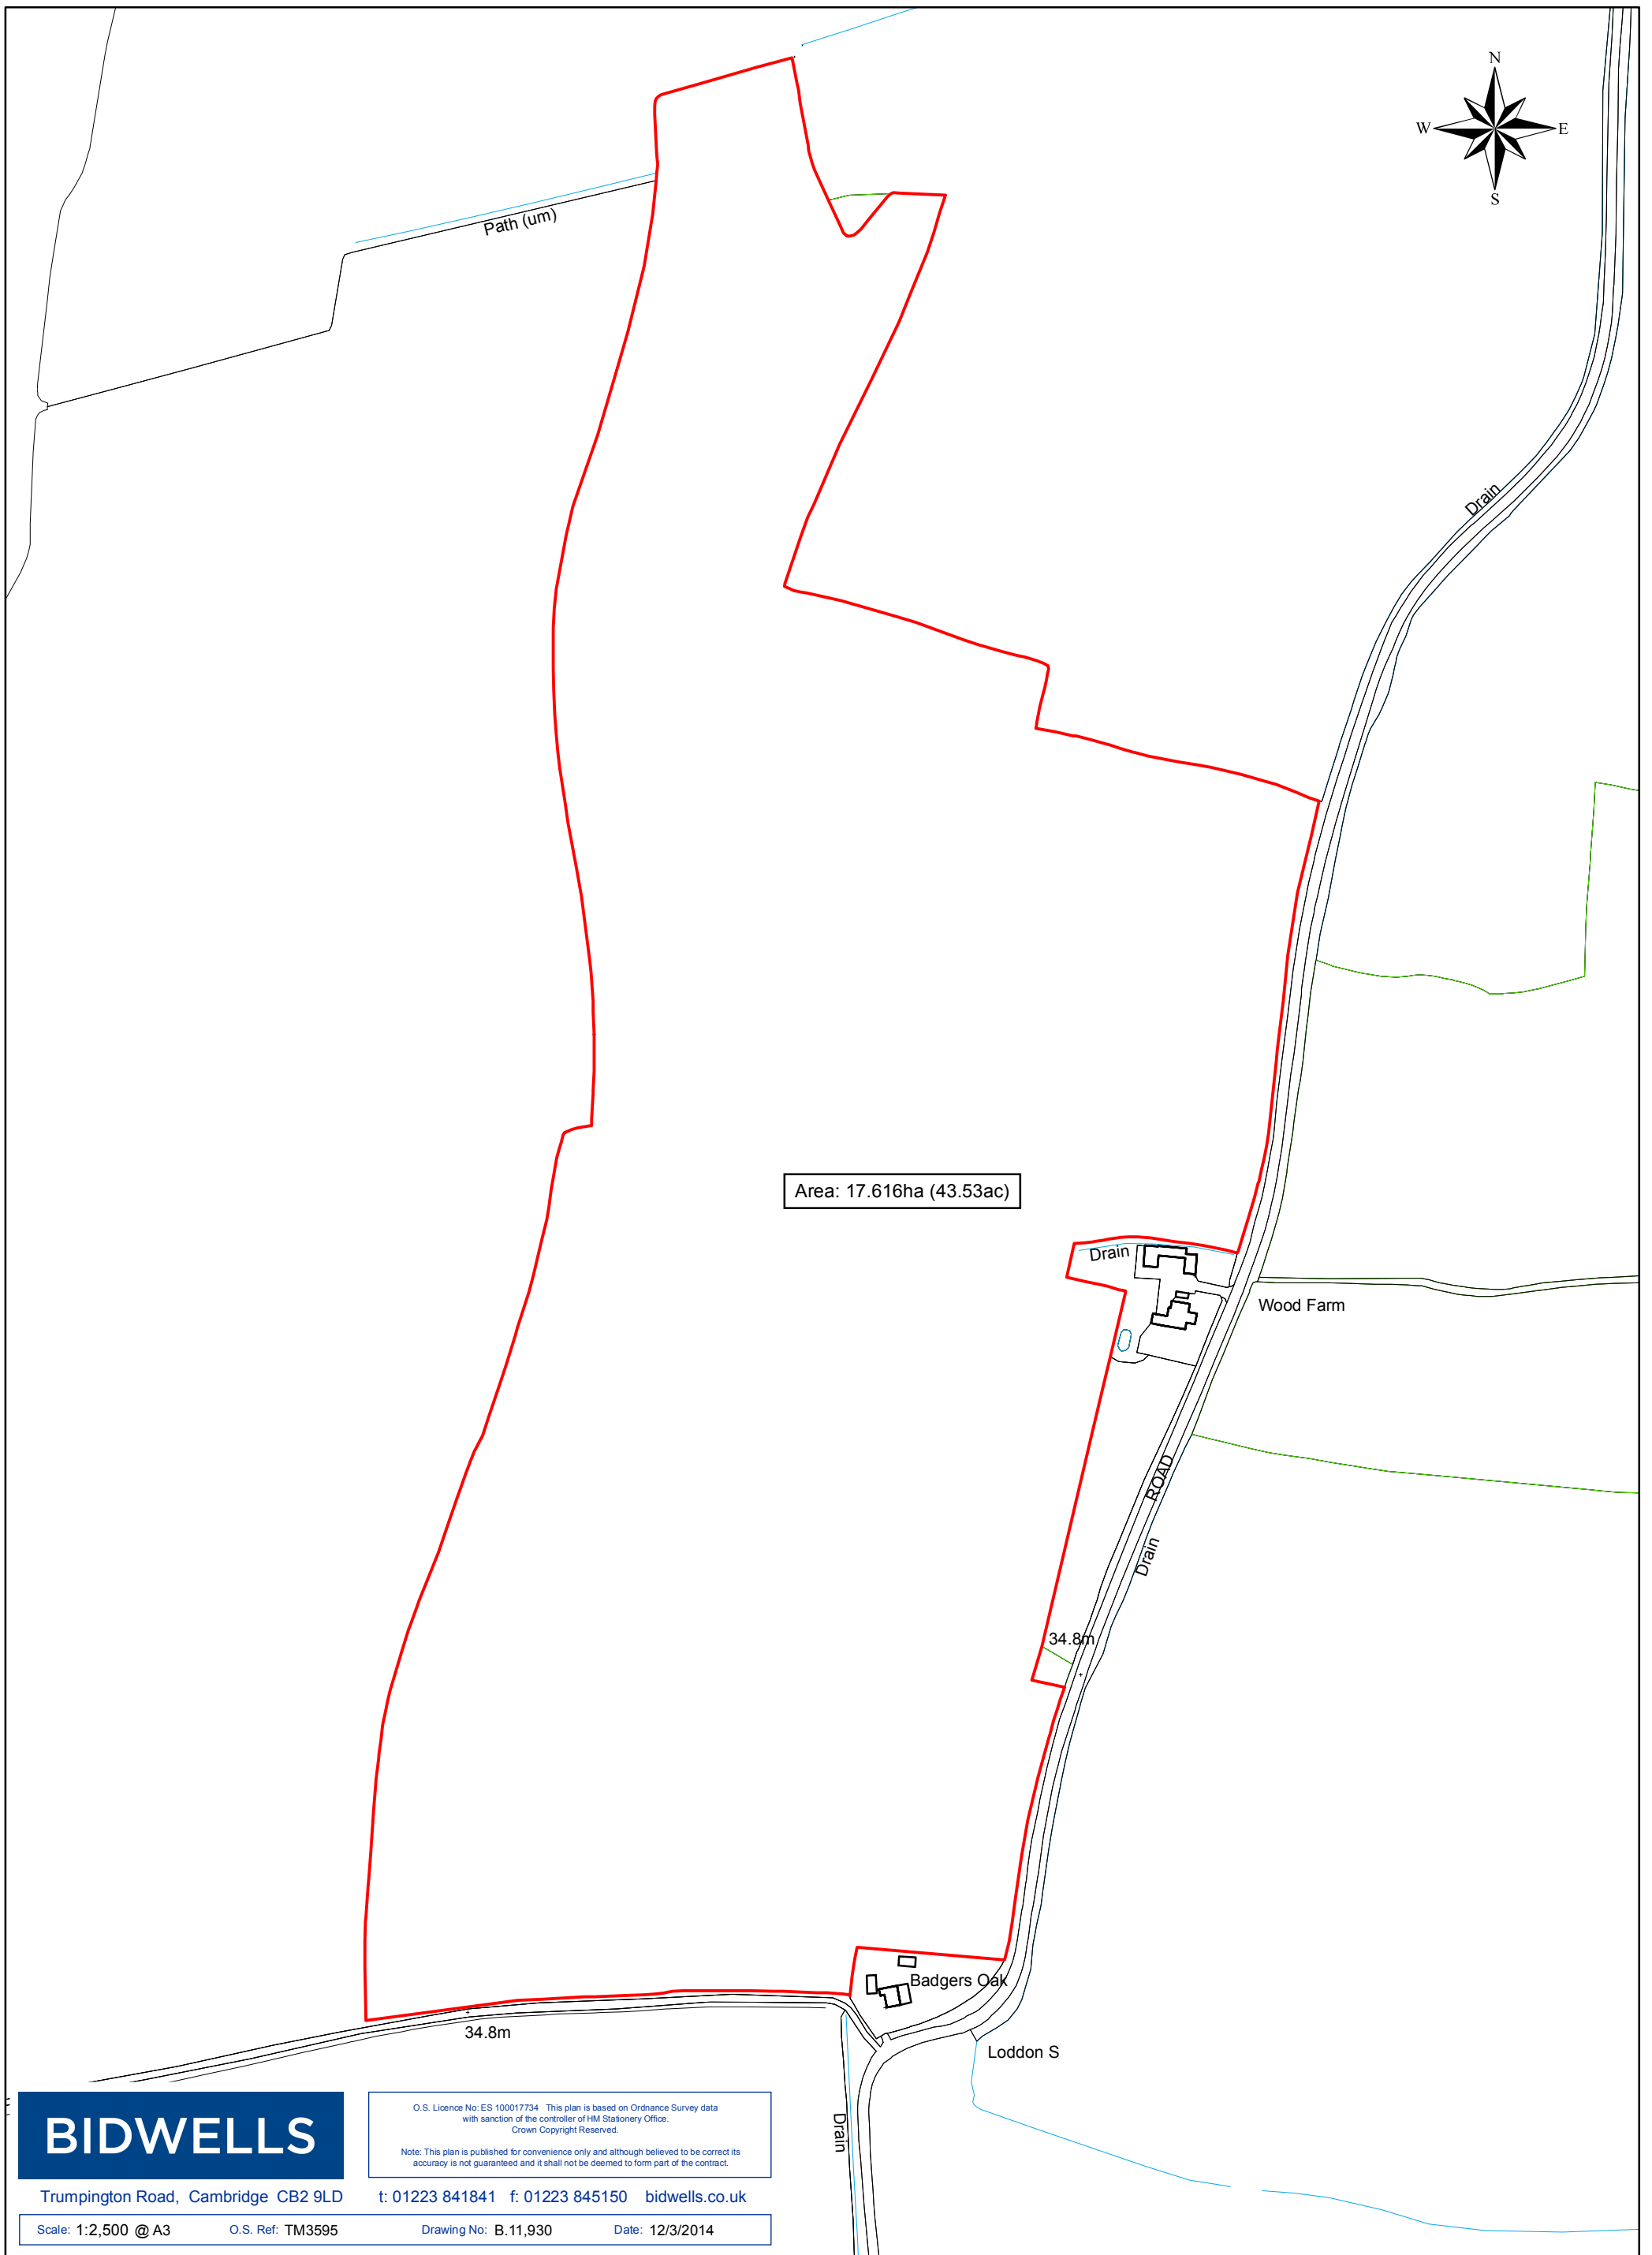 N
W E
S
Path (um)
Drain
Area: 17.616ha (43.53ac)
Drain
Wood Farm
ROAD
Drain
34.8m
Badgers Oak
34.8m
Loddon S
Drain
BIDWELLS
O.S. Licence No: ES 100017734 This plan is based on Ordnance Survey data
with sanction of the controller of HM Stationery Office.
Crown Copyright Reserved.
Note: This plan is published for convenience only and although believed to be correct its
accuracy is not guaranteed and it shall not be deemed to form part of the contract.
Trumpington Road, Cambridge CB2 9LD t: 01223 841841 f: 01223 845150 bidwells.co.uk
Scale: 1:2,500 @ A3 O.S. Ref: TM3595 Drawing No: B.11,930 Date: 12/3/2014